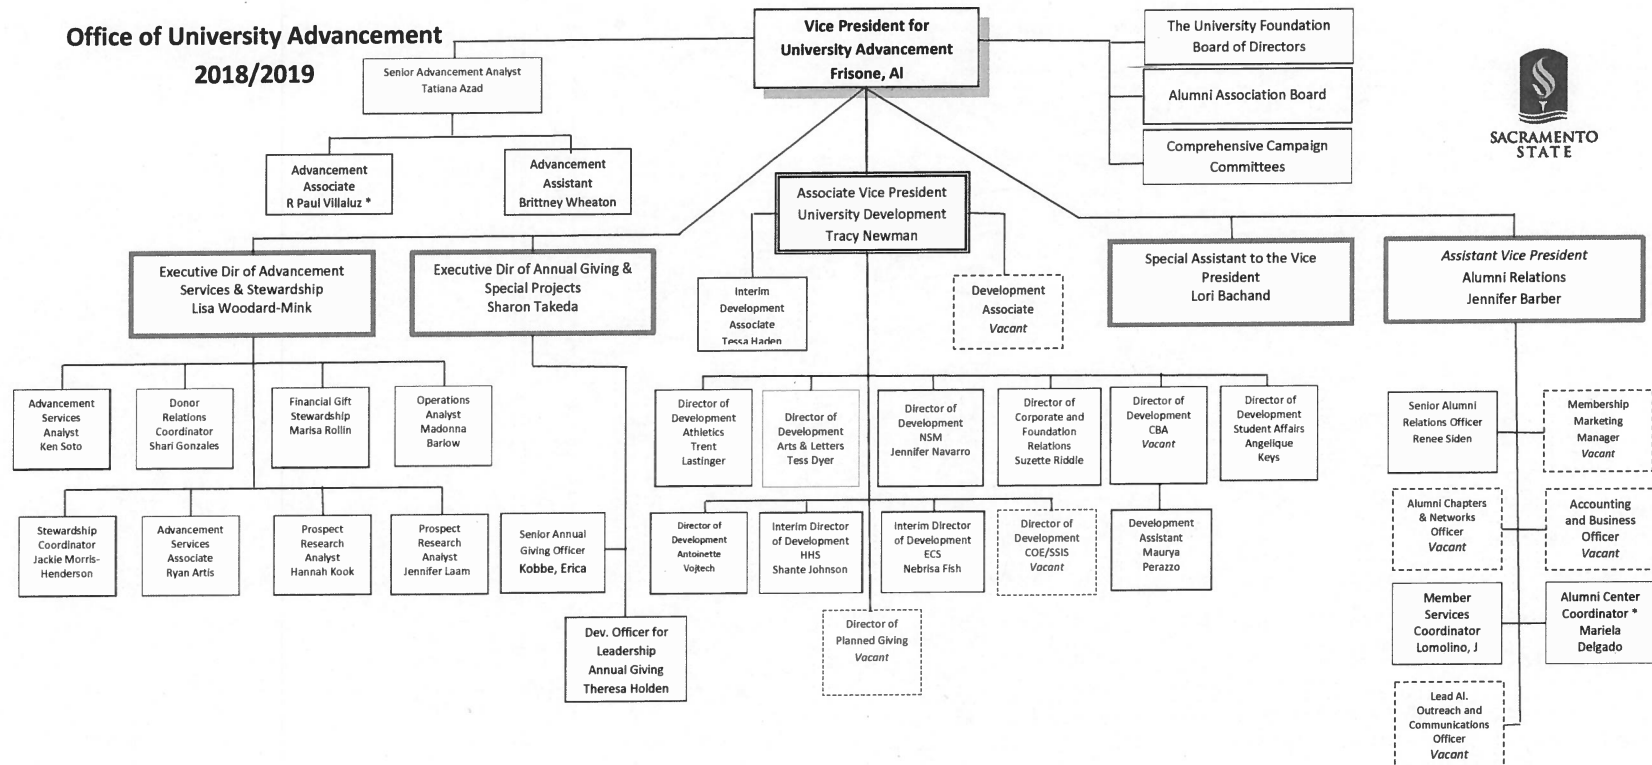 Office of University Advancement
2018/2019
Vice President for
University Advancement
Frisone, Al
The University Foundation
Board of Directors
Alumni Association Board
Comprehensive Campaign
Committees
SACRAMENTO
STATE
Senior Advancement Analyst
Tatiana Azad
Advancement
Associate
R Paul Villaluz *
Advancement
Assistant
Brittney Wheaton
Associate Vice President
University Development
Tracy Newman
Executive Dir of Advancement
Services & Stewardship
Lisa Woodard-Mink
Executive Dir of Annual Giving &
Special Projects
Sharon Takeda
Interim
Development
Associate
Tessa Haden
Development
Associate
Vacant
Special Assistant to the Vice
President
Lori Bachand
Assistant Vice President
Alumni Relations
Jennifer Barber
Advancement
Services
Analyst
Ken Soto
Donor
Relations
Coordinator
Shari Gonzales
Financial Gift
Stewardship
Marisa Rollin
Operations
Analyst
Madonna
Barlow
Director of
Development
Athletics
Trent
Lastinger
Director of
Development
Arts & Letters
Tess Dyer
Director of
Development
NSM
Jennifer Navarro
Director of
Corporate and
Foundation
Relations
Suzette Riddle
Director of
Development
CBA
Vacant
Director of
Development
Student Affairs
Angelique
Keys
Senior Alumni
Relations Officer
Renee Siden
Membership
Marketing
Manager
Vacant
Stewardship
Coordinator
Jackie Morris-
Henderson
Advancement
Services
Associate
Ryan Artis
Prospect
Research
Analyst
Hannah Kook
Prospect
Research
Analyst
Jennifer Laam
Senior Annual
Giving Officer
Kobbe, Erica
Director of
Development
Antoinette
Vojtech
Interim Director
of Development
HHS
Shante Johnson
Interim Director
of Development
ECS
Nebrisa Fish
Director of
Development
COE/SSIS
Vacant
Development
Assistant
Maurya
Perazzo
Alumni Chapters
& Networks
Officer
Vacant
Accounting
and Business
Officer
Vacant
Dev. Officer for
Leadership
Annual Giving
Theresa Holden
Director of
Planned Giving
Vacant
Member
Services
Coordinator
Lomolino, J
Alumni Center
Coordinator *
Mariela
Delgado
Lead Al.
Outreach and
Communications
Officer
Vacant